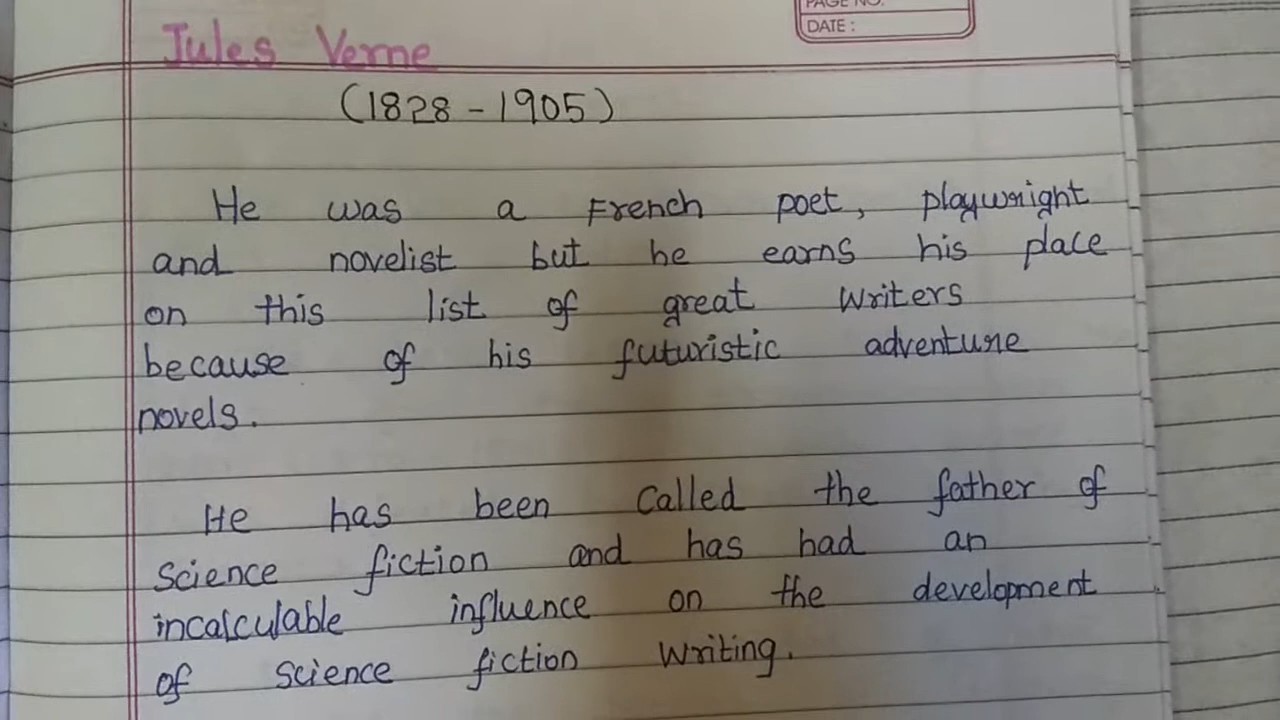 PAGE NO.
DATE :
Jules Verne
(1828 - 1905)
He was a French poet, playwright
and novelist but he earns his place
on this list of great writers
because of his futuristic adventure
novels.
He has been called the father of
science fiction and has had an
incalculable influence on the development
of science fiction writing.